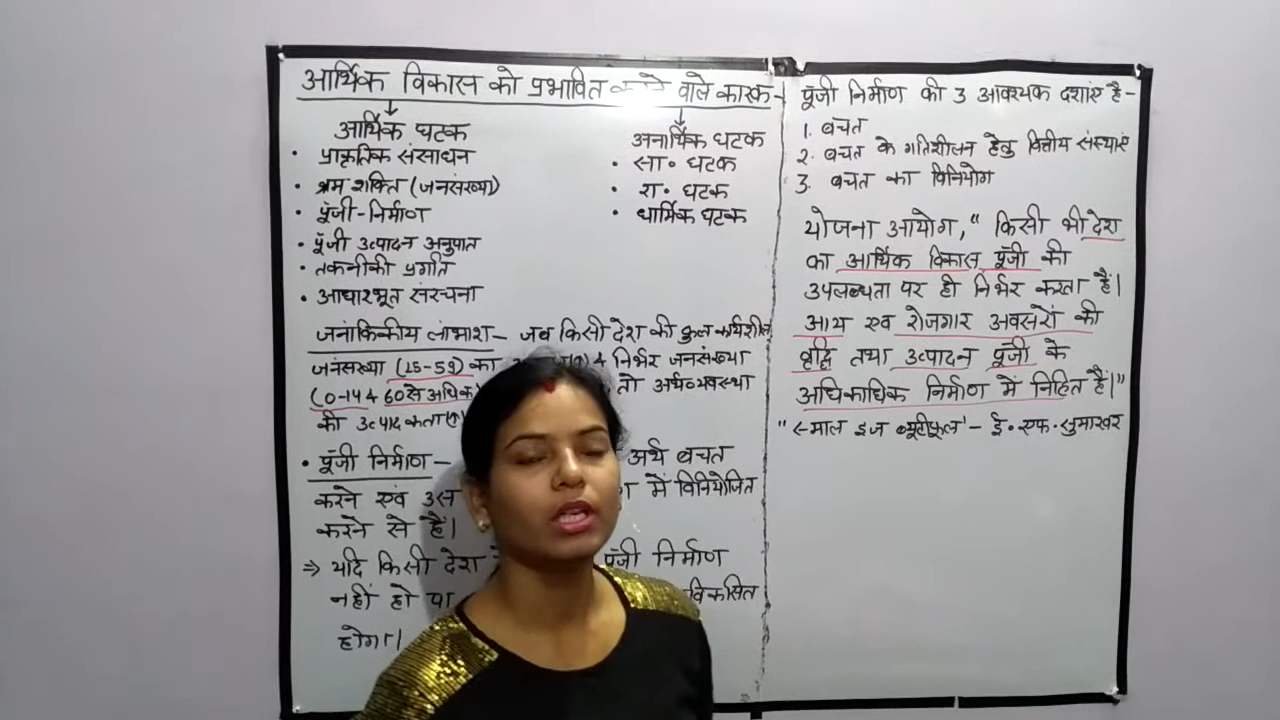 आर्थिक विकास को प्रभावित करने वाले कारक -
आर्थिक घटक
• प्राकृतिक संसाधन
• श्रम शक्ति (जनसंख्या)
• पूँजी-निर्माण
• पूँजी उत्पादन अनुपात
• तकनीकी प्रगति
• आधारभूत संरचना
अनार्थिक घटक
• सा॰ घटक
• रा॰ घटक
• धार्मिक घटक
जनांकिकीय लाभांश - जब किसी देश की कुल कार्यशील
जनसंख्या (15-59) का निर्भर जनसंख्या
(0-14 60 से अधिक तो अर्थव्यवस्था
की उत्पादकता
• पूँजी निर्माण - अर्थ बचत
करने एवं उस में विनियोजित
करने से है।
⇒ यदि किसी देश पूंजी निर्माण
नहीं हो या विकसित
होगा।
पूंजी निर्माण की 3 आवश्यक दशाएं है-
1. बचत
2. बचत के गतिशीलन हेतु वित्तीय संस्थाएं
3. बचत का विनियोग
योजना आयोग, " किसी भी देश
का आर्थिक विकास पूंजी की
उपलब्धता पर ही निर्भर करता है।
आय एवं रोजगार अवसरों की
वृद्धि तथा उत्पादन पूंजी के
अधिकाधिक निर्माण में निहित है।"
"स्माल इज ब्यूटीफूल' - ई॰ एफ॰ शुमाखर